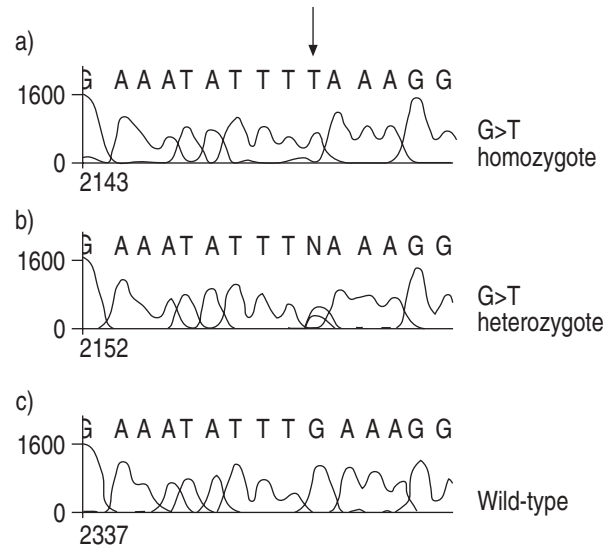 a)
G A A A T A T T T T A A A G G
1600
0
2143
G>T
homozygote
b)
G A A A T A T T T N A A A G G
1600
0
2152
G>T
heterozygote
c)
G A A A T A T T T G A A A G G
1600
0
2337
Wild-type